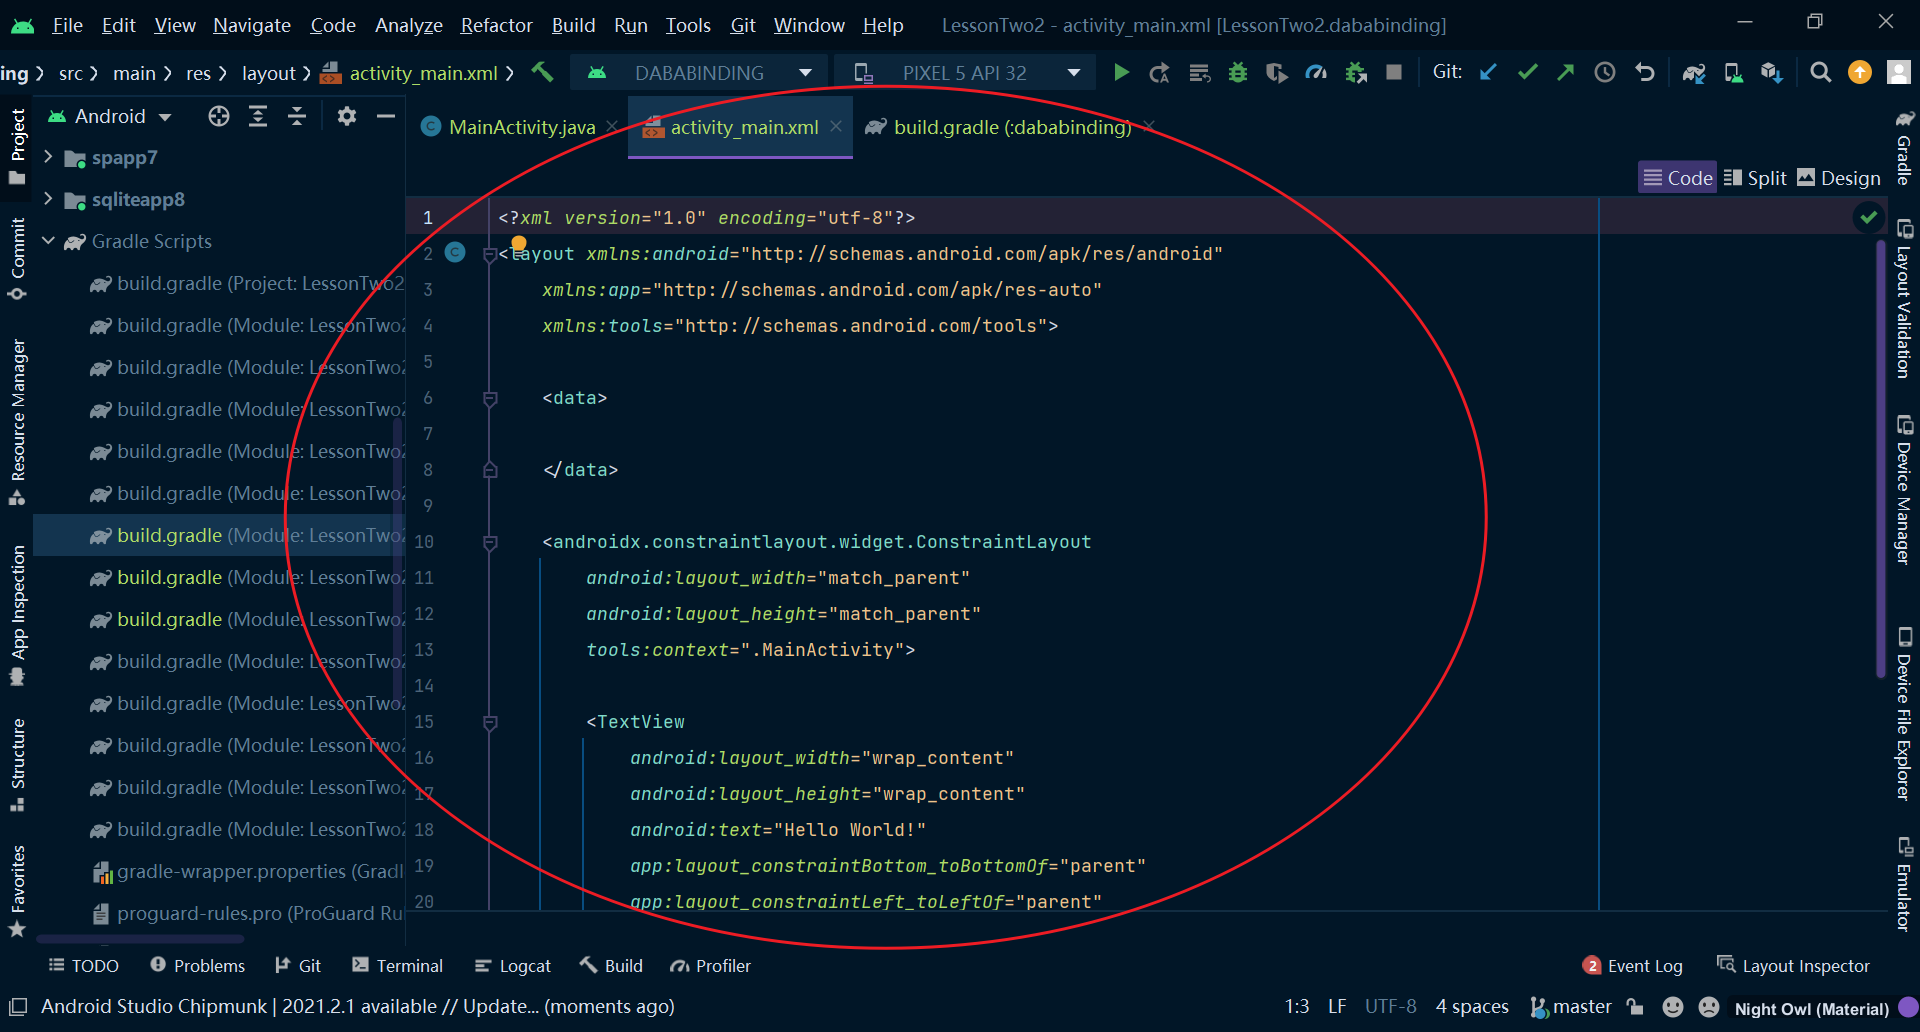 File Edit View Navigate Code Analyze Refactor Build Run Tools Git Window Help LessonTwo2 - activity_main.xml [LessonTwo2.dababinding]
ing › src › main › res › layout › activity_main.xml › DABABINDING PIXEL 5 API 32 Git:
Android
MainActivity.java activity_main.xml build.gradle (:dababinding)
Code Split Design
Project
Commit
Resource Manager
App Inspection
Structure
Favorites
spapp7
sqliteapp8
Gradle Scripts
build.gradle (Project: LessonTwo2
build.gradle (Module: LessonTwo2
build.gradle (Module: LessonTwo2
build.gradle (Module: LessonTwo2
build.gradle (Module: LessonTwo2
build.gradle (Module: LessonTwo2
build.gradle (Module: LessonTwo2
build.gradle (Module: LessonTwo2
build.gradle (Module: LessonTwo2
build.gradle (Module: LessonTwo2
build.gradle (Module: LessonTwo2
build.gradle (Module: LessonTwo2
build.gradle (Module: LessonTwo2
build.gradle (Module: LessonTwo2
gradle-wrapper.properties (Gradl
proguard-rules.pro (ProGuard Ru
1 <?xml version="1.0" encoding="utf-8"?>
2 <layout xmlns:android="http://schemas.android.com/apk/res/android"
3 xmlns:app="http://schemas.android.com/apk/res-auto"
4 xmlns:tools="http://schemas.android.com/tools">
5
6 <data>
7
8 </data>
9
10 <androidx.constraintlayout.widget.ConstraintLayout
11 android:layout_width="match_parent"
12 android:layout_height="match_parent"
13 tools:context=".MainActivity">
14
15 <TextView
16 android:layout_width="wrap_content"
17 android:layout_height="wrap_content"
18 android:text="Hello World!"
19 app:layout_constraintBottom_toBottomOf="parent"
20 app:layout_constraintLeft_toLeftOf="parent"
Gradle
Layout Validation
Device Manager
Device File Explorer
Emulator
TODO Problems Git Terminal Logcat Build Profiler 2 Event Log Layout Inspector
Android Studio Chipmunk | 2021.2.1 available // Update... (moments ago) 1:3 LF UTF-8 4 spaces master Night Owl (Material)